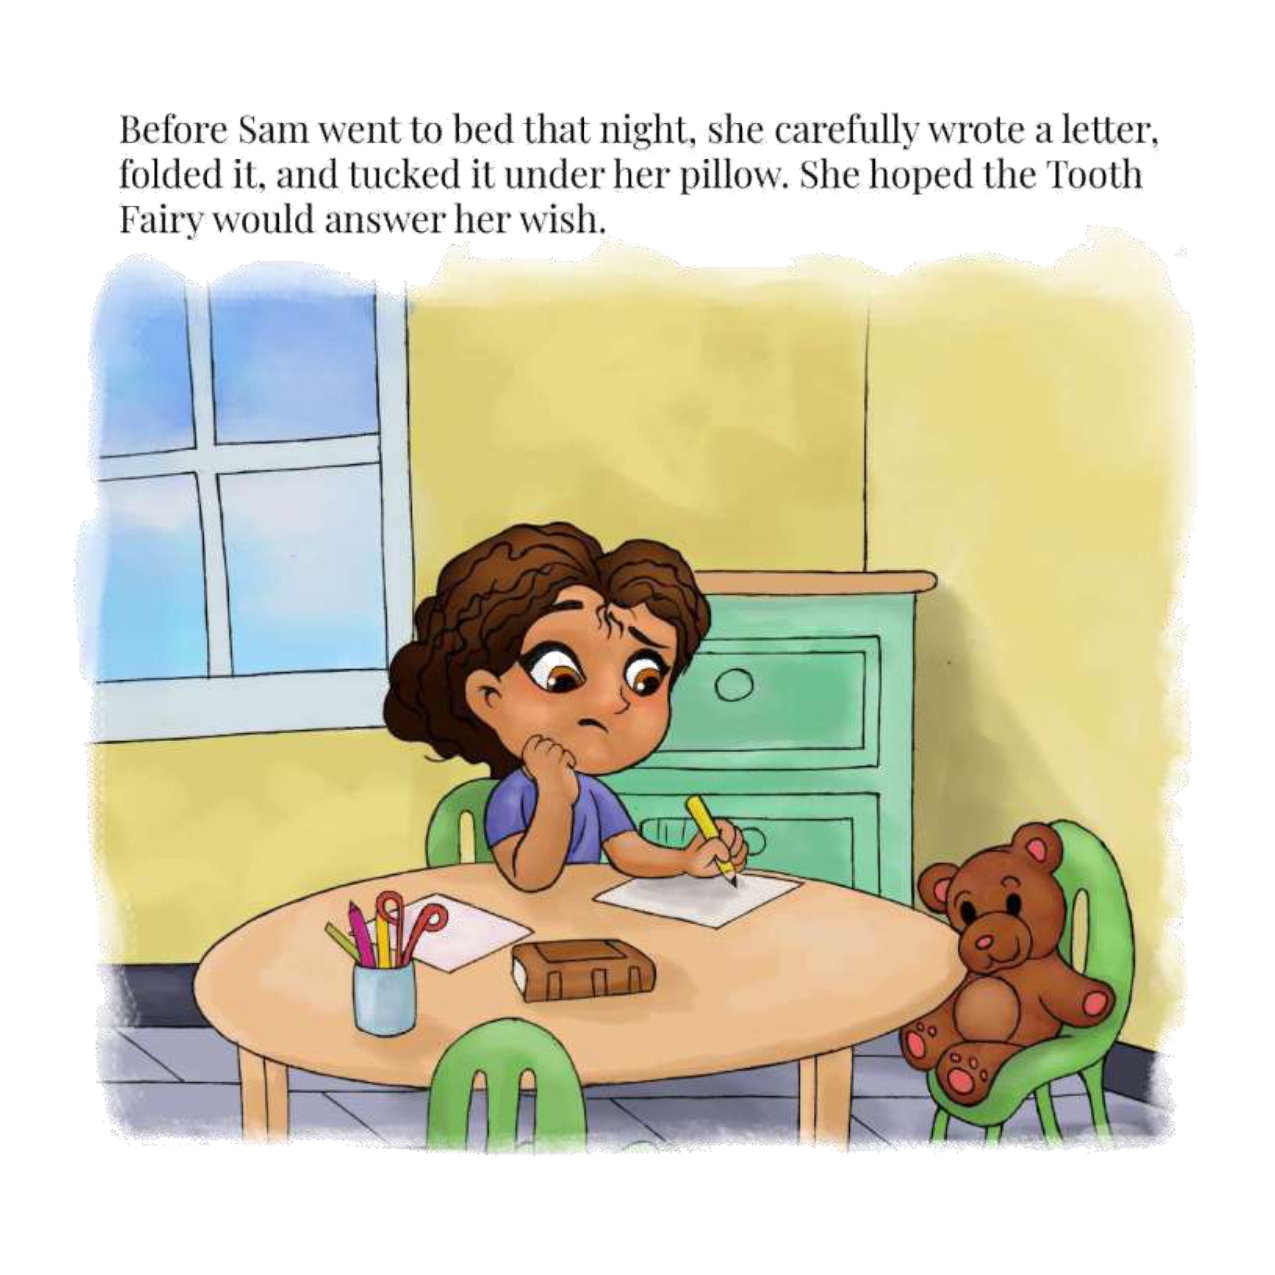 Before Sam went to bed that night, she carefully wrote a letter,
folded it, and tucked it under her pillow. She hoped the Tooth
Fairy would answer her wish.